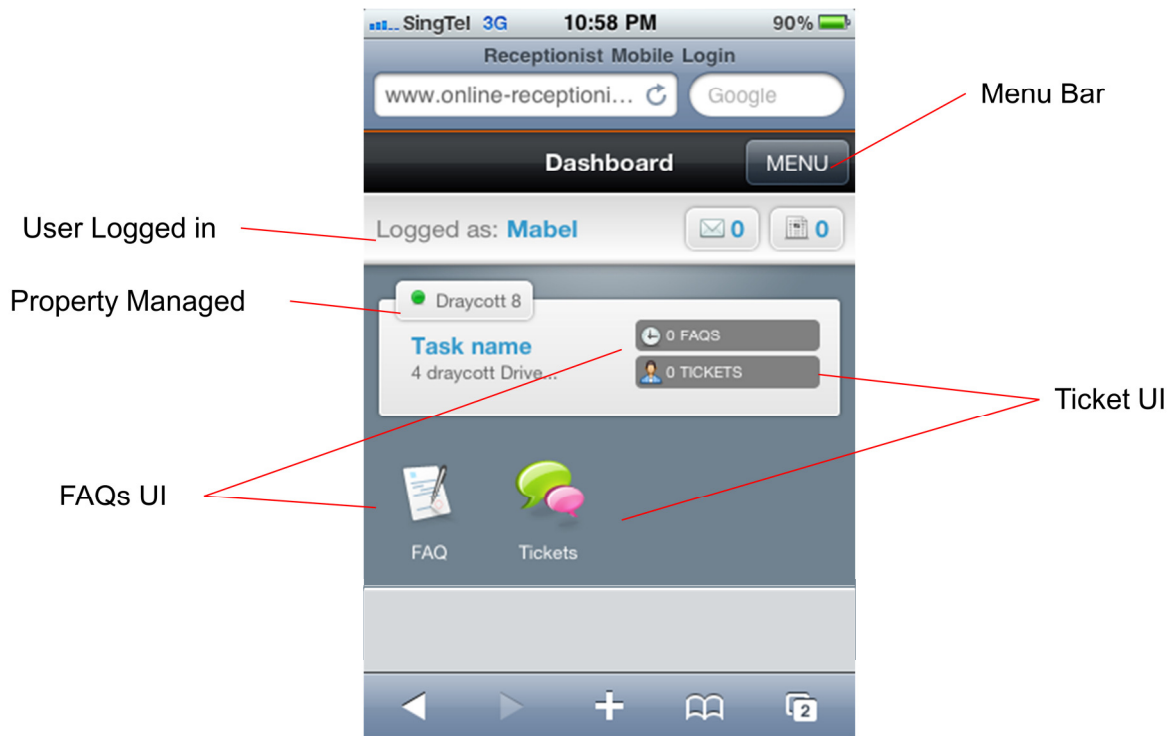 SingTel 3G 10:58 PM 90%
Receptionist Mobile Login
www.online-receptioni... Google
Menu Bar
Dashboard MENU
User Logged in
Logged as: Mabel 0 0
Property Managed
Draycott 8
Task name
4 draycott Drive...
0 FAQS
0 TICKETS
Ticket UI
FAQs UI
FAQ Tickets
2